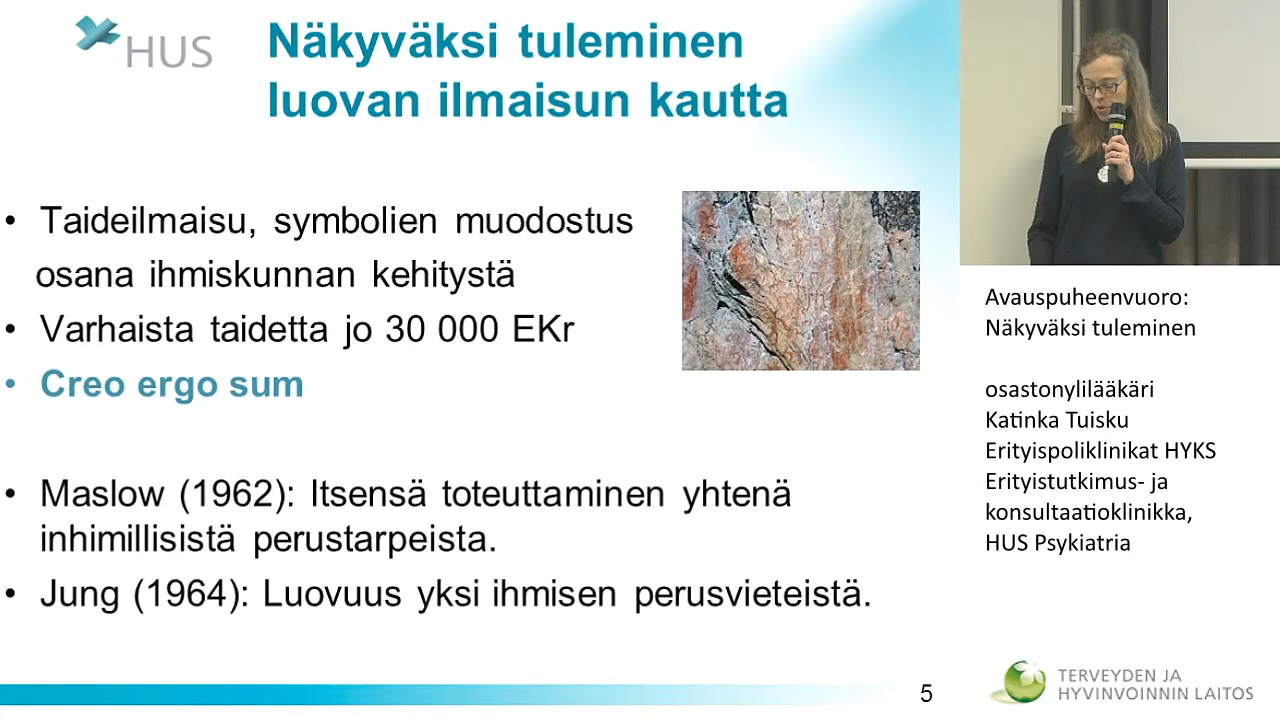 HUS
Näkyväksi tuleminen
luovan ilmaisun kautta
• Taideilmaisu, symbolien muodostus
osana ihmiskunnan kehitystä
• Varhaista taidetta jo 30 000 EKr
• Creo ergo sum
• Maslow (1962): Itsensä toteuttaminen yhtenä
inhimillisistä perustarpeista.
• Jung (1964): Luovuus yksi ihmisen perusvieteistä.
5
Avauspuheenvuoro:
Näkyväksi tuleminen
osastonylilääkäri
Katinka Tuisku
Erityispoliklinikat HYKS
Erityistutkimus- ja
konsultaatioklinikka,
HUS Psykiatria
TERVEYDEN JA
HYVINVOINNIN LAITOS